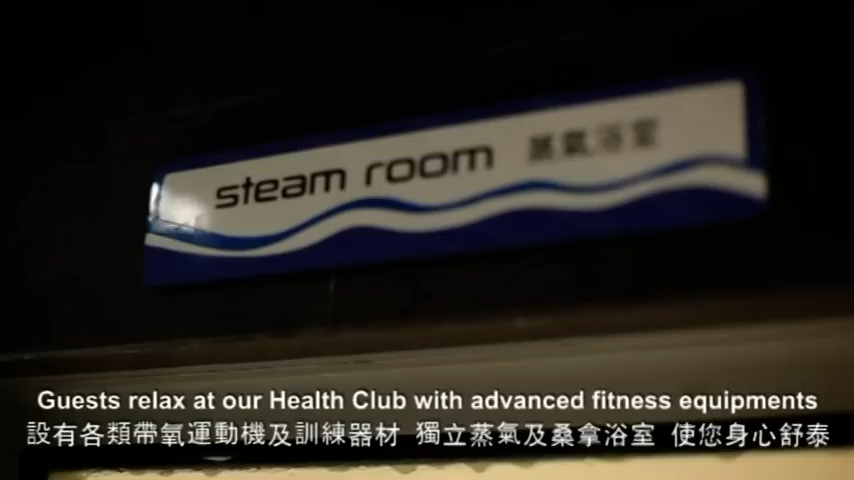 steam room 蒸氣浴室
Guests relax at our Health Club with advanced fitness equipments
設有各類帶氧運動機及訓練器材 獨立蒸氣及桑拿浴室 使您身心舒泰